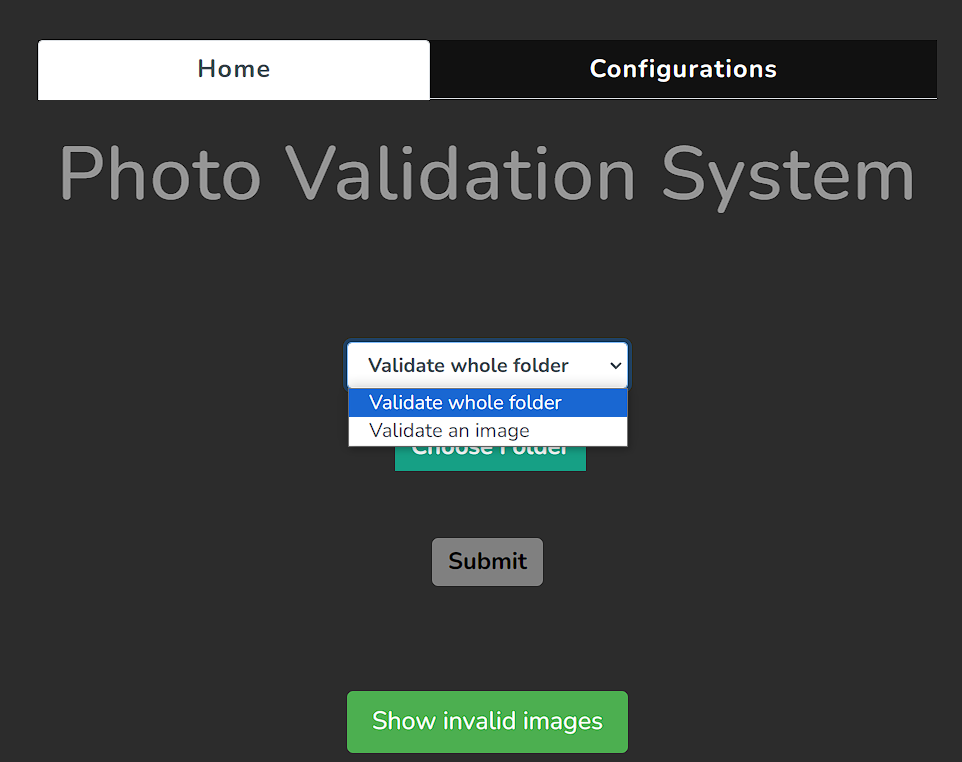 Home
Configurations
Photo Validation System
Validate whole folder
Validate whole folder
Validate an image
Choose Folder
Submit
Show invalid images